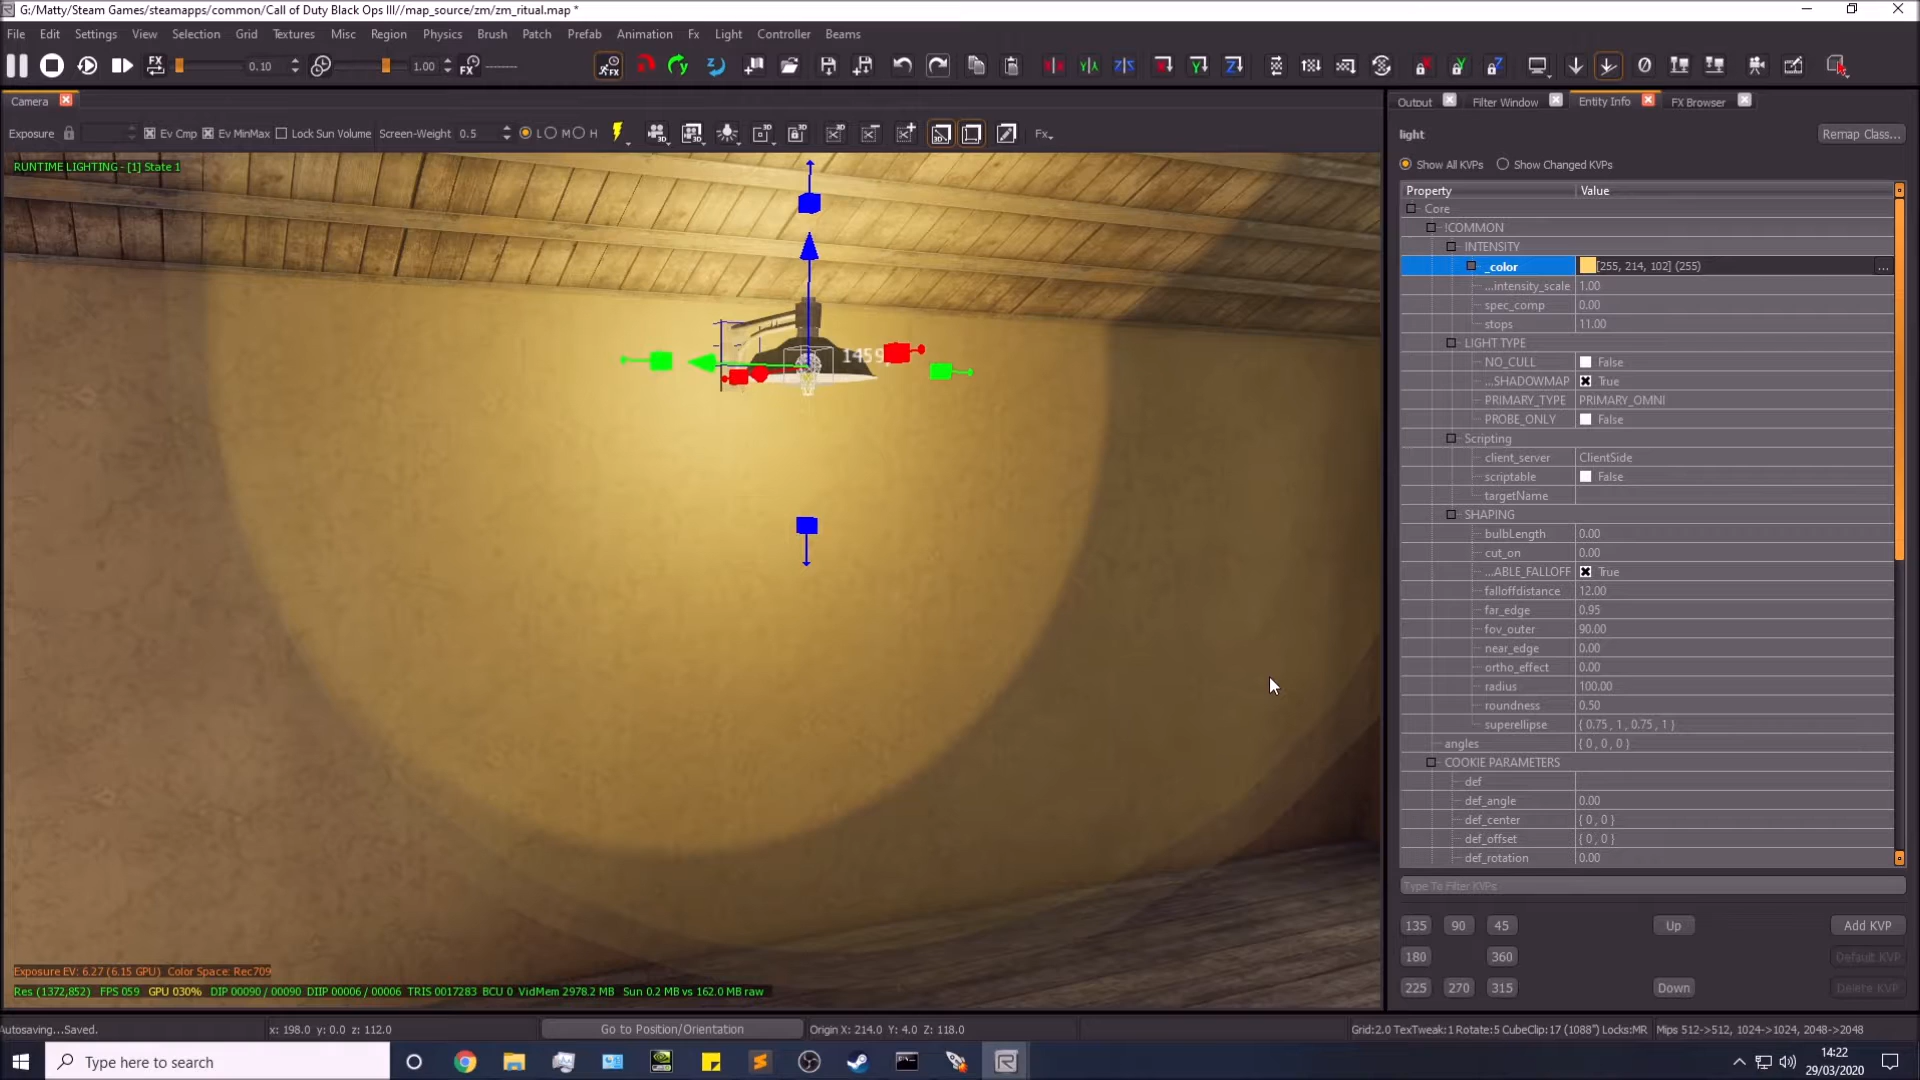 G:/Matty/Steam Games/steamapps/common/Call of Duty Black Ops III//map_source/zm/zm_ritual.map *
File Edit Settings View Selection Grid Textures Misc Region Physics Brush Patch Prefab Animation Fx Light Controller Beams
FX 0.10 1.00 FX
Camera
Output Filter Window Entity Info FX Browser
Exposure Ev Cmp Ev MinMax Lock Sun Volume Screen-Weight 0.5 L M H Fx
light Remap Class...
RUNTIME LIGHTING - [1] State 1
Show All KVPs Show Changed KVPs
Property Value
Core
!COMMON
INTENSITY
_color [255, 214, 102] (255) ...
...intensity_scale 1.00
spec_comp 0.00
stops 11.00
LIGHT TYPE
1459
NO_CULL False
...SHADOWMAP True
PRIMARY_TYPE PRIMARY_OMNI
PROBE_ONLY False
Scripting
client_server ClientSide
scriptable False
targetName
SHAPING
bulbLength 0.00
cut_on 0.00
...ABLE_FALLOFF True
falloffdistance 12.00
far_edge 0.95
fov_outer 90.00
near_edge 0.00
ortho_effect 0.00
radius 100.00
roundness 0.50
superellipse { 0.75 , 1 , 0.75 , 1 }
angles { 0 , 0 , 0 }
COOKIE PARAMETERS
def
def_angle 0.00
def_center { 0 , 0 }
def_offset { 0 , 0 }
def_rotation 0.00
Type To Filter KVPs
135 90 45 Up Add KVP
180 360 Default KVP
225 270 315 Down Delete KVP
Exposure EV: 6.27 (6.15 GPU) Color Space: Rec709
Res (1372,852) FPS 059 GPU 030% DIP 00090 / 00090 DIIP 00006 / 00006 TRIS 0017283 BCU 0 VidMem 2978.2 MB Sun 0.2 MB vs 162.0 MB raw
Autosaving...Saved. x: 198.0 y: 0.0 z: 112.0 Go to Position/Orientation Origin X: 214.0 Y: 4.0 Z: 118.0 Grid:2.0 TexTweak:1 Rotate:5 CubeClip:17 (1088") Locks:MR Mips 512->512, 1024->1024, 2048->2048
Type here to search
14:22
29/03/2020